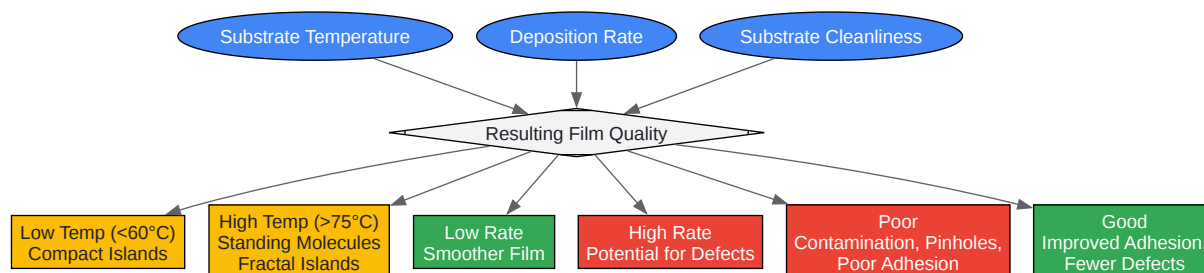 Substrate Temperature
Deposition Rate
Substrate Cleanliness
Resulting Film Quality
Low Temp (<60°C)
Compact Islands
High Temp (>75°C)
Standing Molecules
Fractal Islands
Low Rate
Smoother Film
High Rate
Potential for Defects
Poor
Contamination, Pinholes,
Poor Adhesion
Good
Improved Adhesion,
Fewer Defects